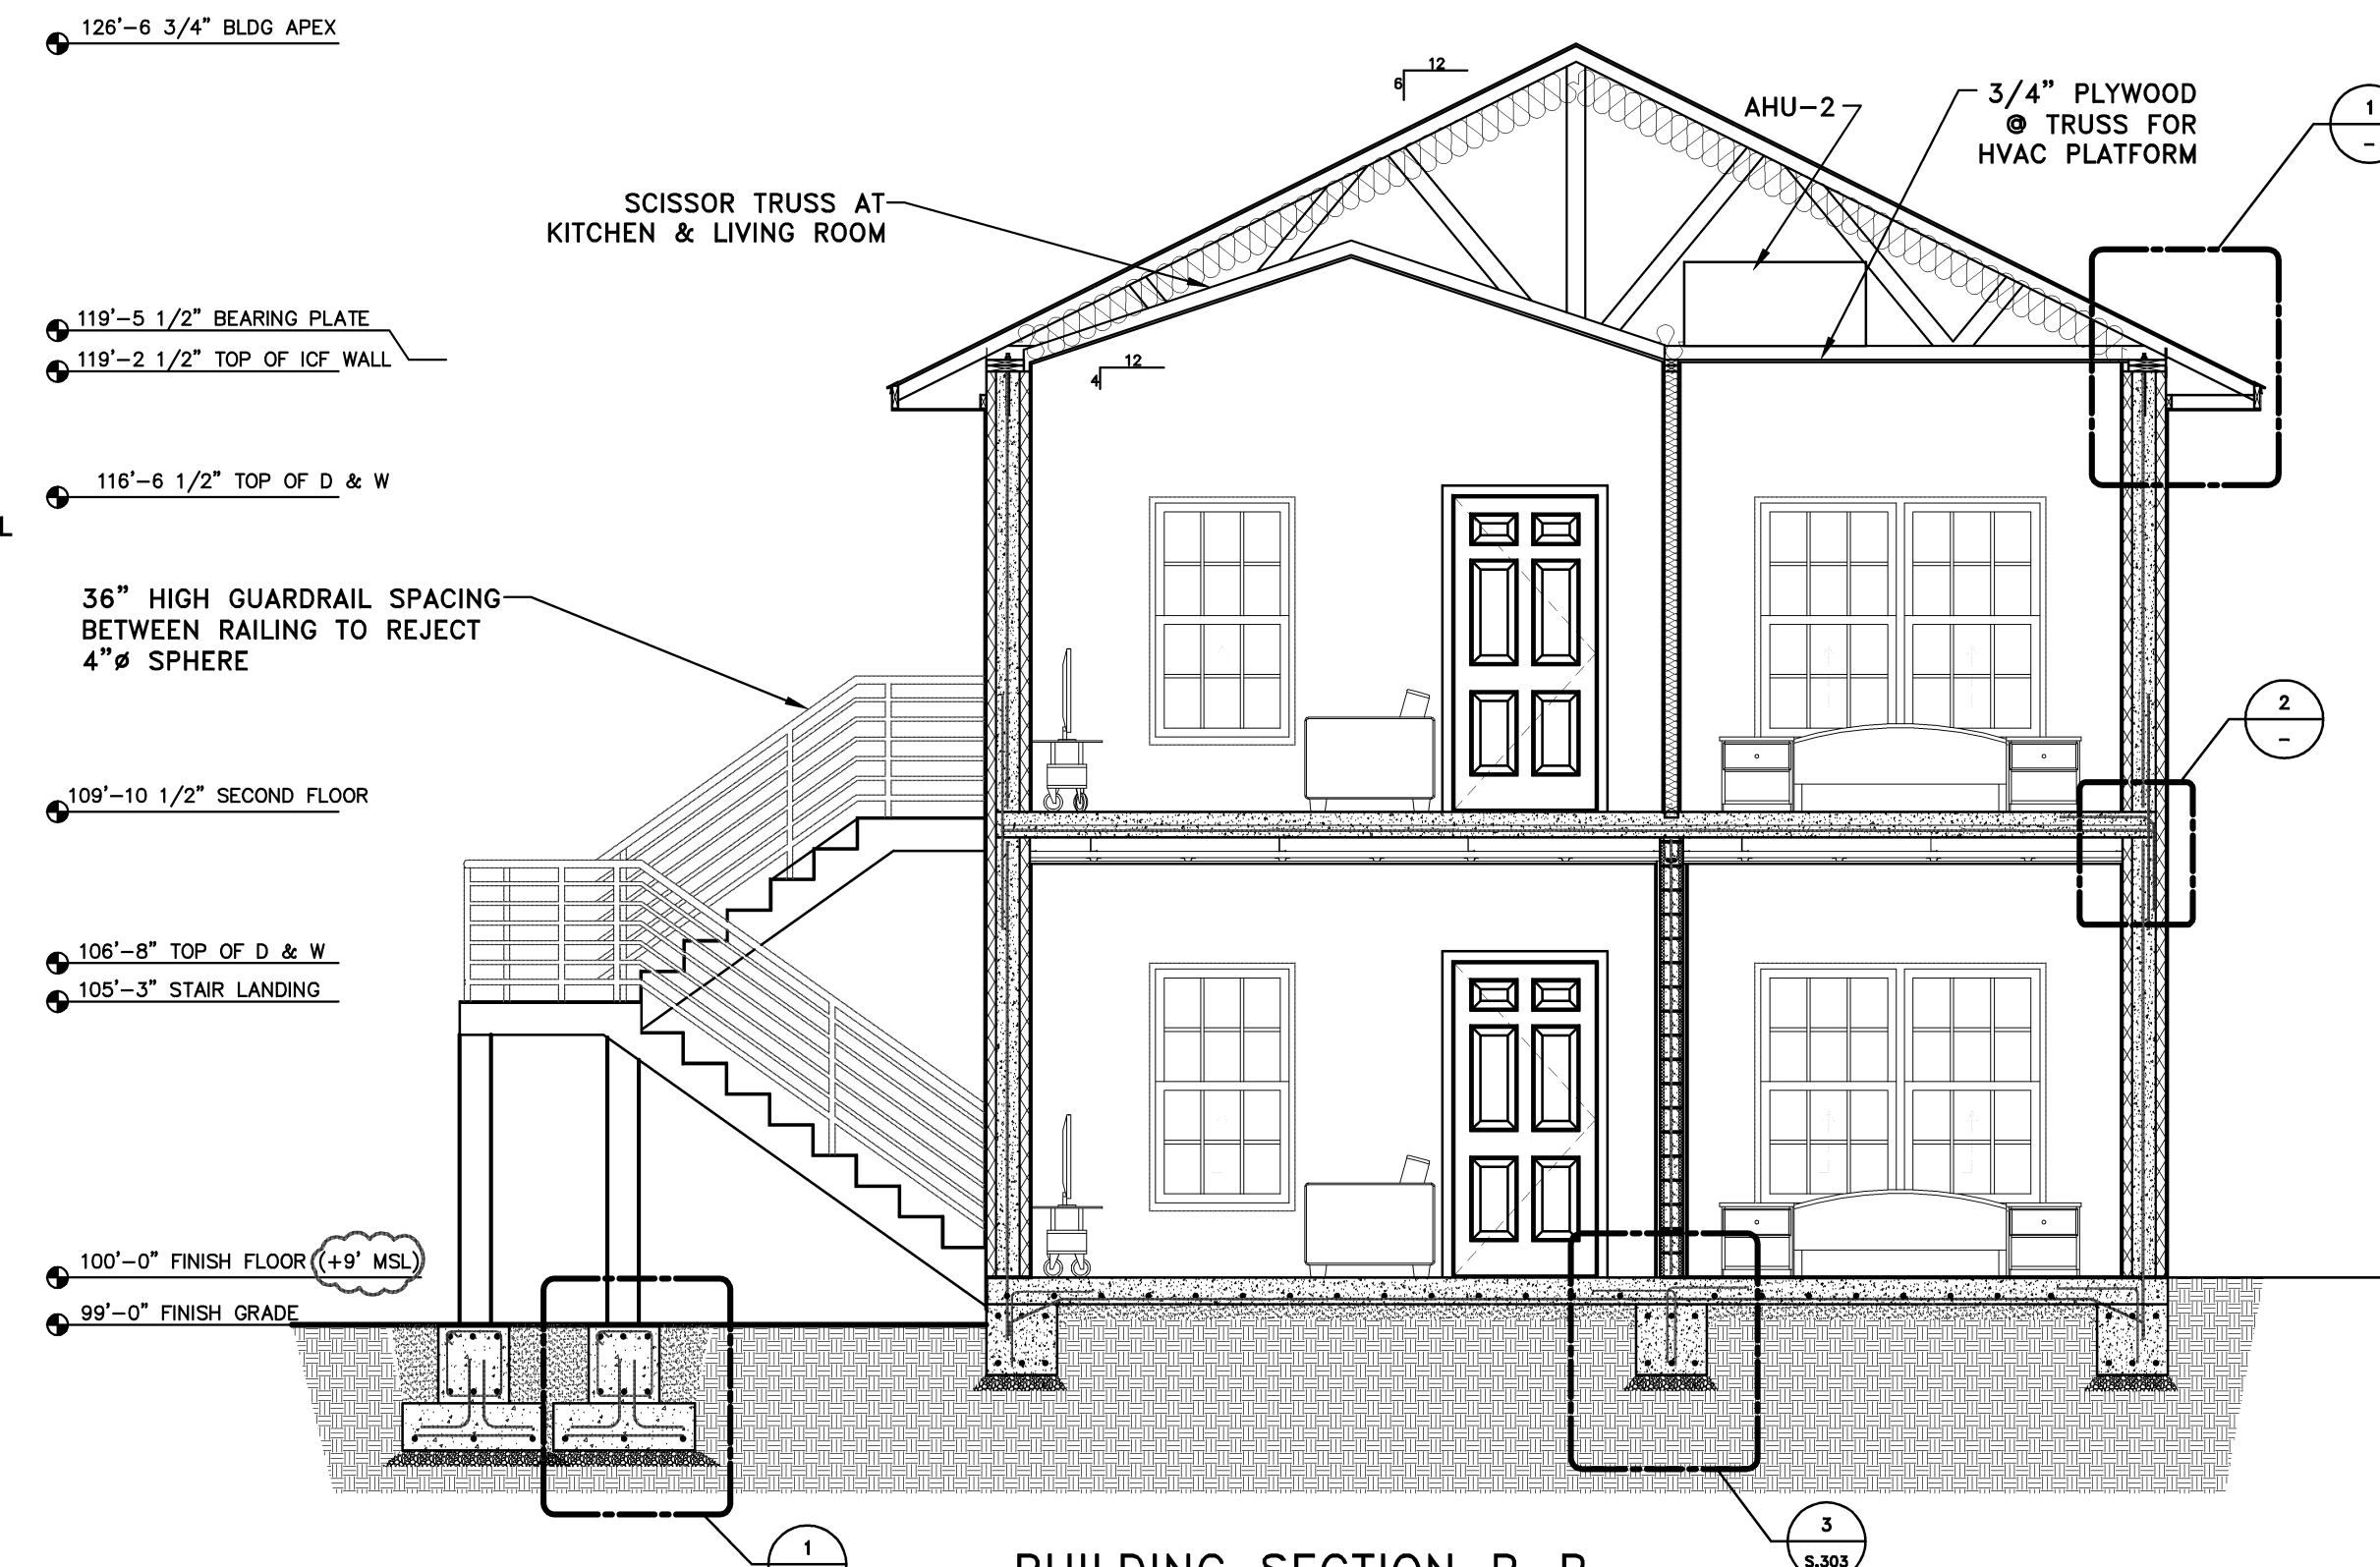 126'-6 3/4" BLDG APEX
12
6
AHU-2
3/4" PLYWOOD
@ TRUSS FOR
HVAC PLATFORM
1
-
SCISSOR TRUSS AT
KITCHEN & LIVING ROOM
119'-5 1/2" BEARING PLATE
119'-2 1/2" TOP OF ICF WALL
12
4
116'-6 1/2" TOP OF D & W
L
36" HIGH GUARDRAIL SPACING
BETWEEN RAILING TO REJECT
4"ø SPHERE
2
-
109'-10 1/2" SECOND FLOOR
106'-8" TOP OF D & W
105'-3" STAIR LANDING
100'-0" FINISH FLOOR (+9' MSL)
99'-0" FINISH GRADE
1
3
S.303
BUILDING SECTION B-B